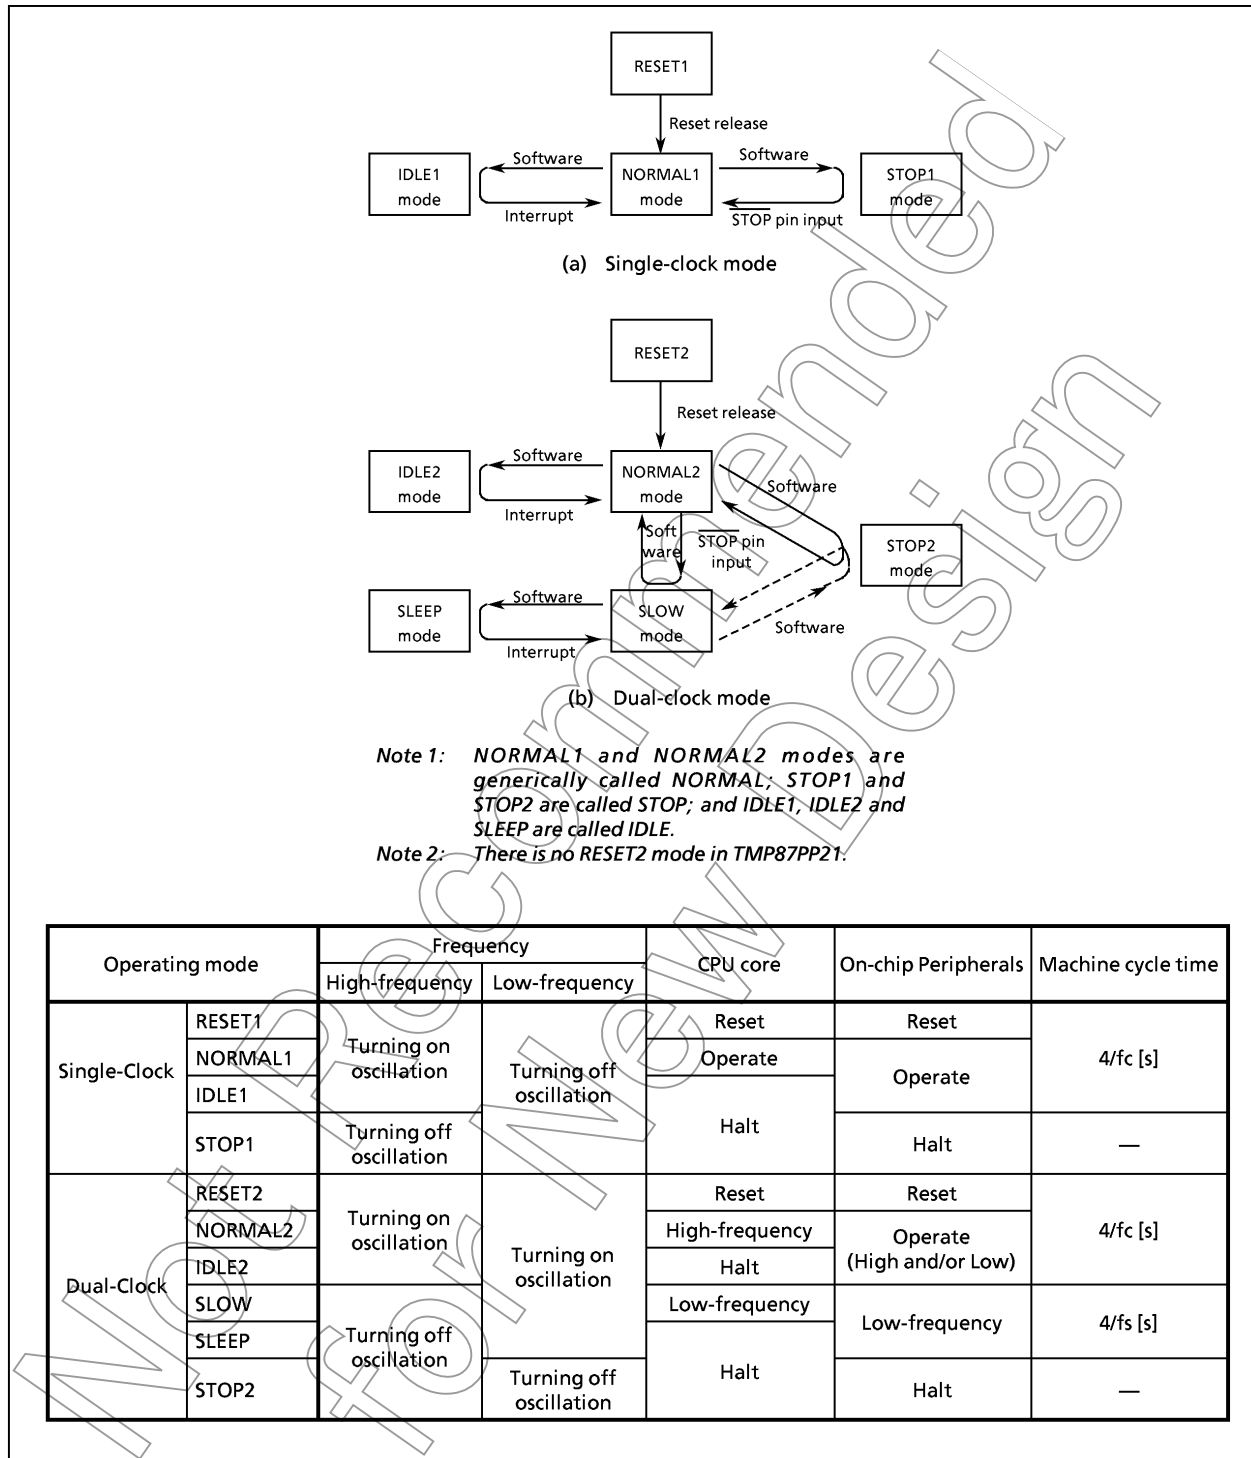 RESET1
Reset release
Software
Software
IDLE1
mode
NORMAL1
mode
STOP1
mode
Interrupt
STOP pin input
(a) Single-clock mode
RESET2
Reset release
IDLE2
mode
Software
Interrupt
NORMAL2
mode
Software
Soft
ware
STOP pin
input
STOP2
mode
SLEEP
mode
Software
Interrupt
SLOW
mode
Software
(b) Dual-clock mode
Note 1: NORMAL1 and NORMAL2 modes are
generically called NORMAL; STOP1 and
STOP2 are called STOP; and IDLE1, IDLE2 and
SLEEP are called IDLE.
Note 2: There is no RESET2 mode in TMP87PP21.
Operating mode Frequency CPU core On-chip Peripherals Machine cycle time
High-frequency Low-frequency
Single-Clock
RESET1 Turning on
oscillation Turning off
oscillation Reset Reset 4/fc [s]
NORMAL1 Operate Operate
IDLE1 Halt
STOP1 Turning off
oscillation Halt —
Dual-Clock
RESET2 Turning on
oscillation Turning on
oscillation Reset Reset 4/fc [s]
NORMAL2 High-frequency Operate
(High and/or Low)
IDLE2 Halt
SLOW Turning off
oscillation Low-frequency Low-frequency 4/fs [s]
SLEEP Halt
STOP2 Turning off
oscillation Halt —
Not Recommended
for New Design